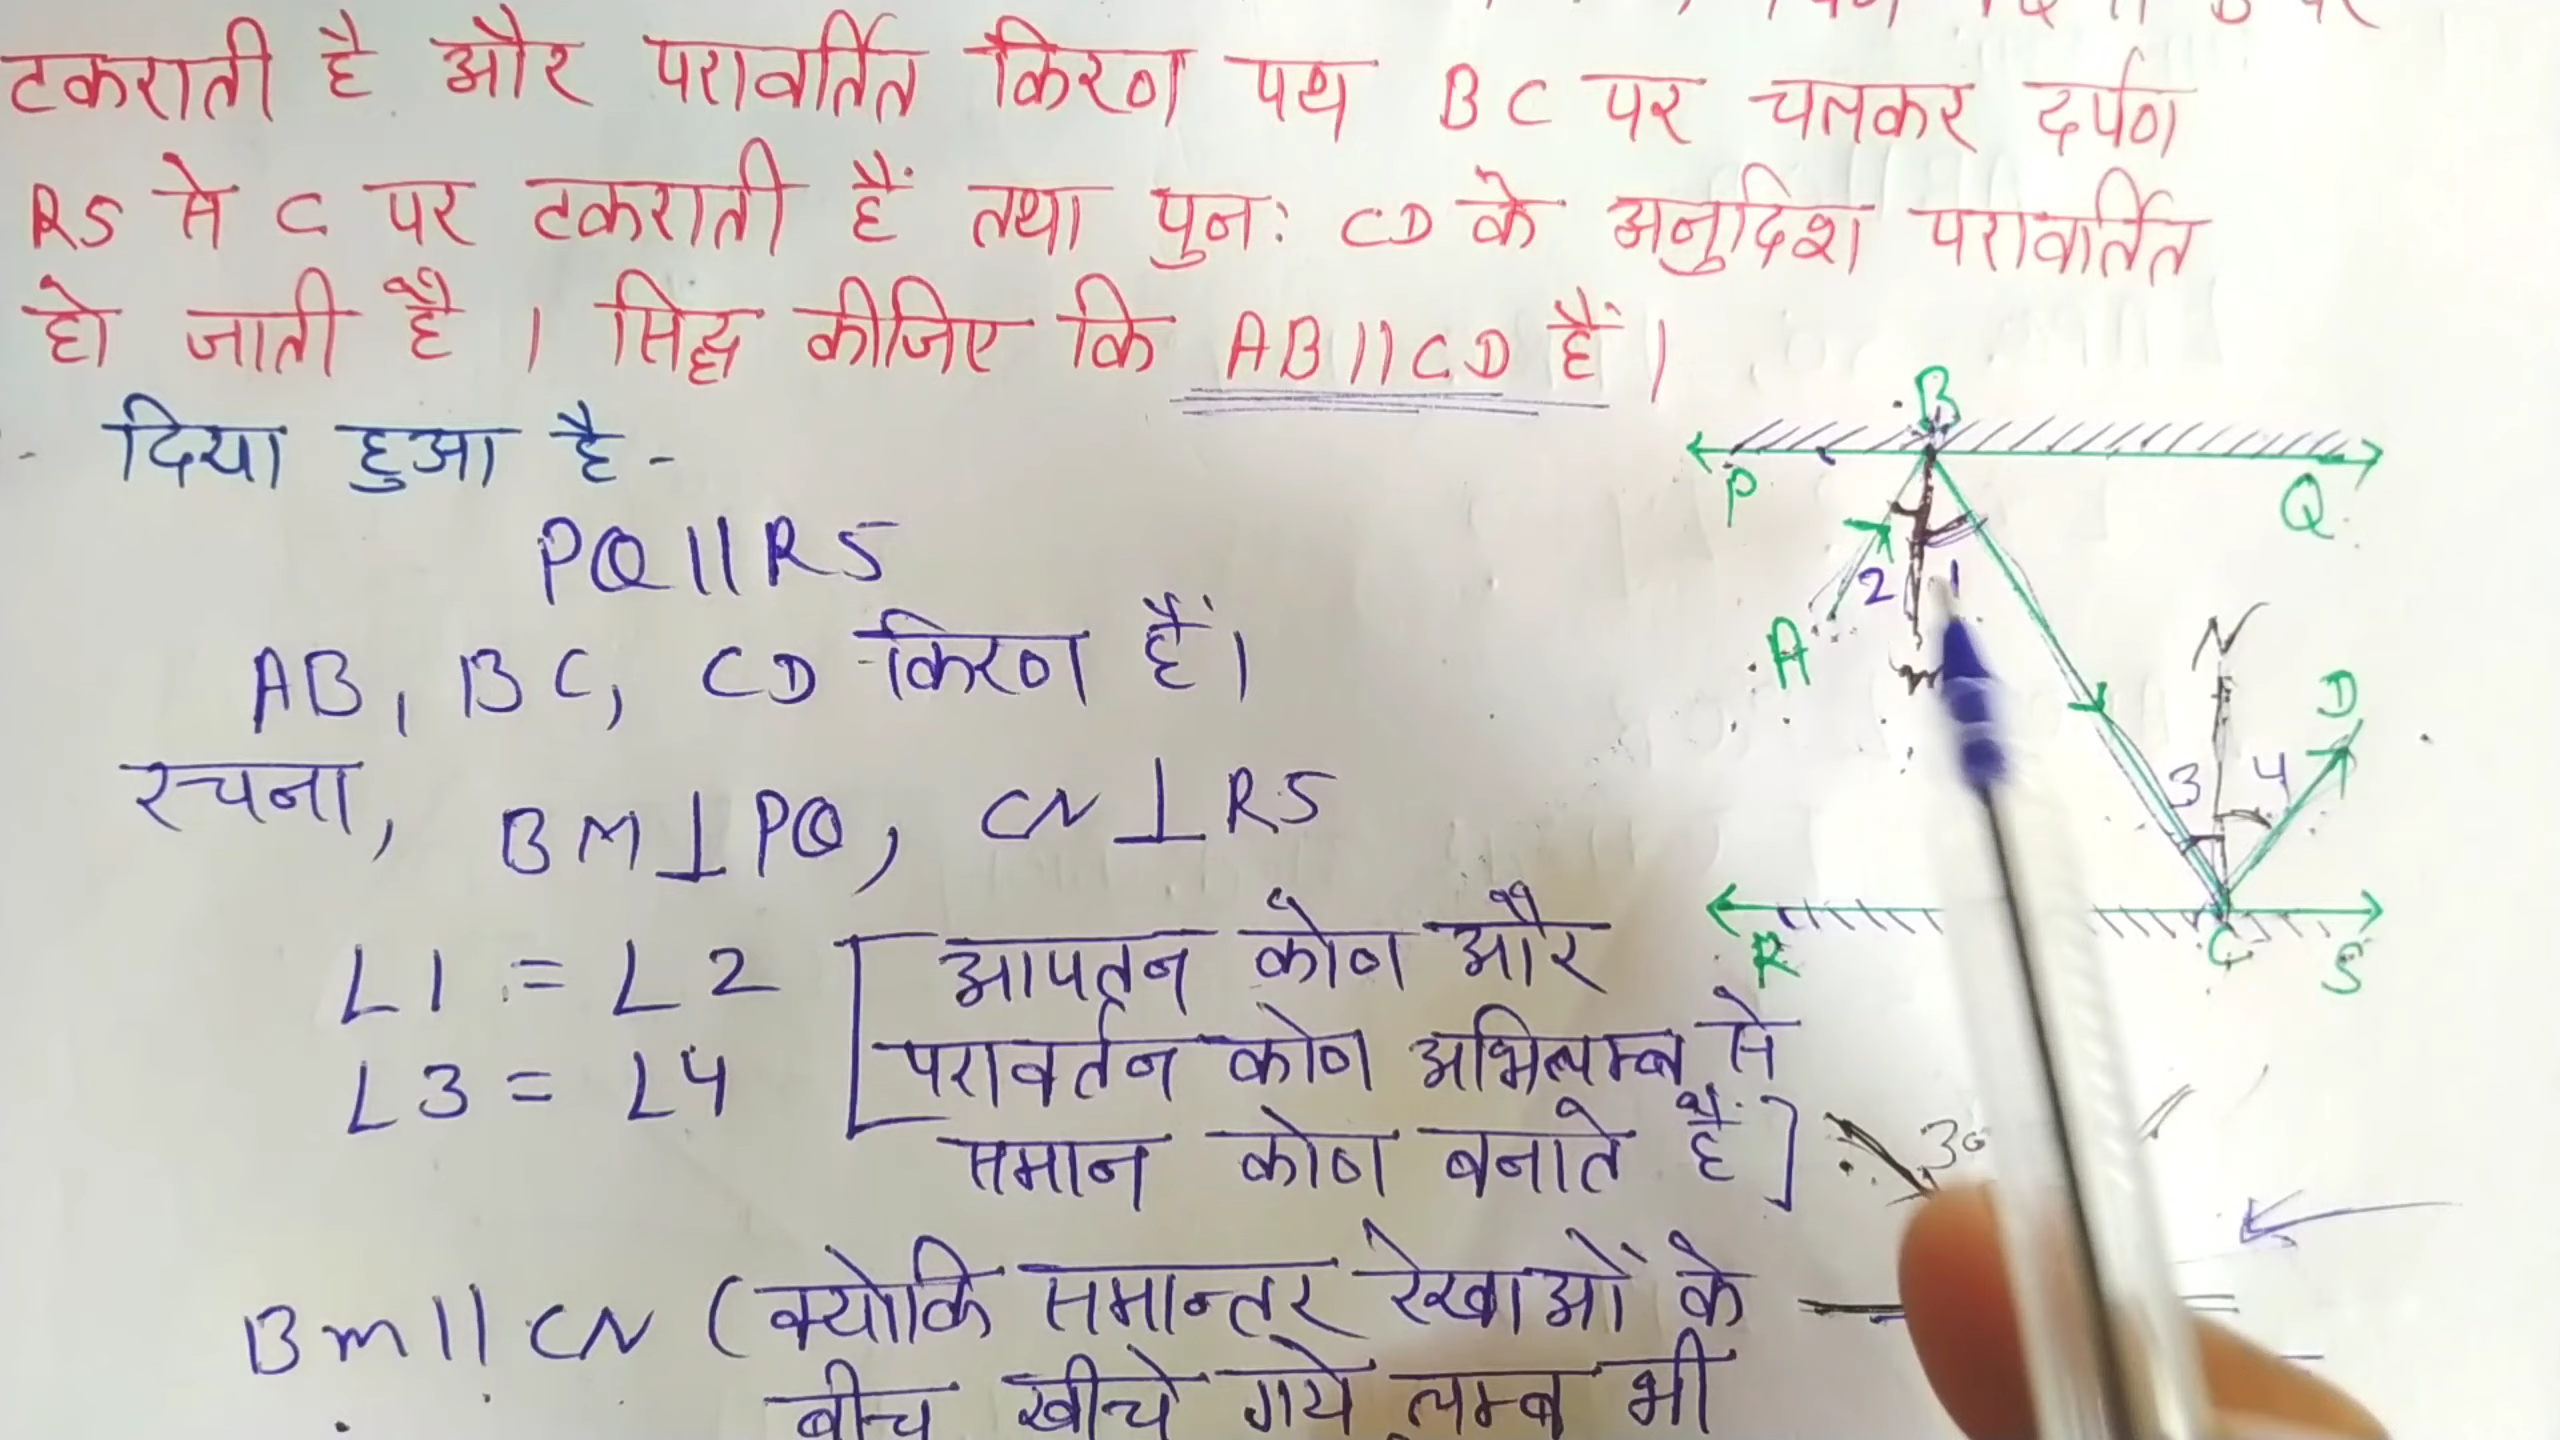 टकराती है और परावर्तित किरण पथ BC पर चलकर दर्पण
RS से C पर टकराती हैं तथा पुनः CD के अनुदिश परावर्तित
हो जाती है । सिद्ध कीजिए कि AB||CD हैं ।
दिया हुआ है -
PQ||RS
AB, BC, CD किरण हैं।
रचना, BM⊥PQ, CN⊥RS
∠1 = ∠2 [आपतन कोण और
∠3 = ∠4 परावर्तन कोण अभिलम्ब से
समान कोण बनाते हैं]
BM||CN (क्योकि समान्तर रेखाओं के
बीच खीचे गये लम्ब भी
B
P
Q
2
1
A
M
N
D
3
4
R
C
S